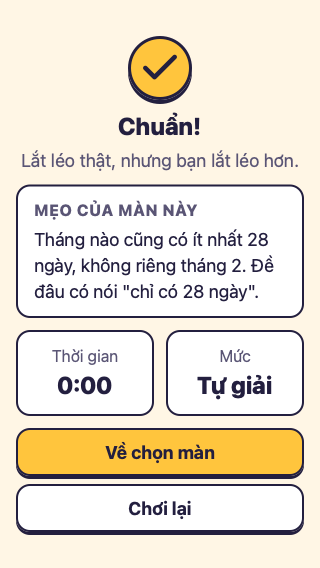 Chuẩn!
Lắt léo thật, nhưng bạn lắt léo hơn.
MẸO CỦA MÀN NÀY
Tháng nào cũng có ít nhất 28
ngày, không riêng tháng 2. Đề
đâu có nói "chỉ có 28 ngày".
Thời gian
0:00
Mức
Tự giải
Về chọn màn
Chơi lại